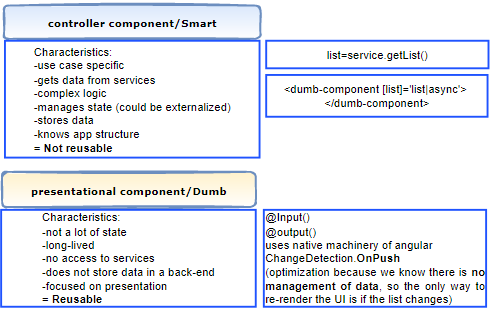 controller component/Smart
Characteristics:
-use case specific
-gets data from services
-complex logic
-manages state (could be externalized)
-stores data
-knows app structure
= Not reusable
list=service.getList()
<dumb-component [list]='list|async'>
</dumb-component>
presentational component/Dumb
Characteristics:
-not a lot of state
-long-lived
-no access to services
-does not store data in a back-end
-focused on presentation
= Reusable
@Input()
@output()
uses native machinery of angular
ChangeDetection.OnPush
(optimization because we know there is no
management of data, so the only way to
re-render the UI is if the list changes)